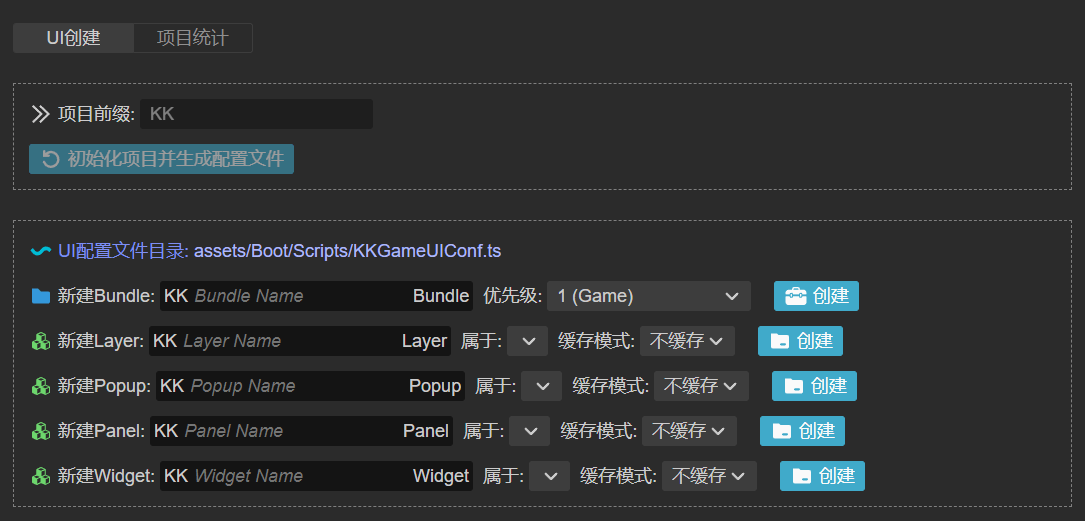 UI创建 项目统计
项目前缀: KK
初始化项目并生成配置文件
UI配置文件目录: assets/Boot/Scripts/KKGameUIConf.ts
新建Bundle: KK Bundle Name Bundle 优先级: 1 (Game) 创建
新建Layer: KK Layer Name Layer 属于: 缓存模式: 不缓存 创建
新建Popup: KK Popup Name Popup 属于: 缓存模式: 不缓存 创建
新建Panel: KK Panel Name Panel 属于: 缓存模式: 不缓存 创建
新建Widget: KK Widget Name Widget 属于: 缓存模式: 不缓存 创建